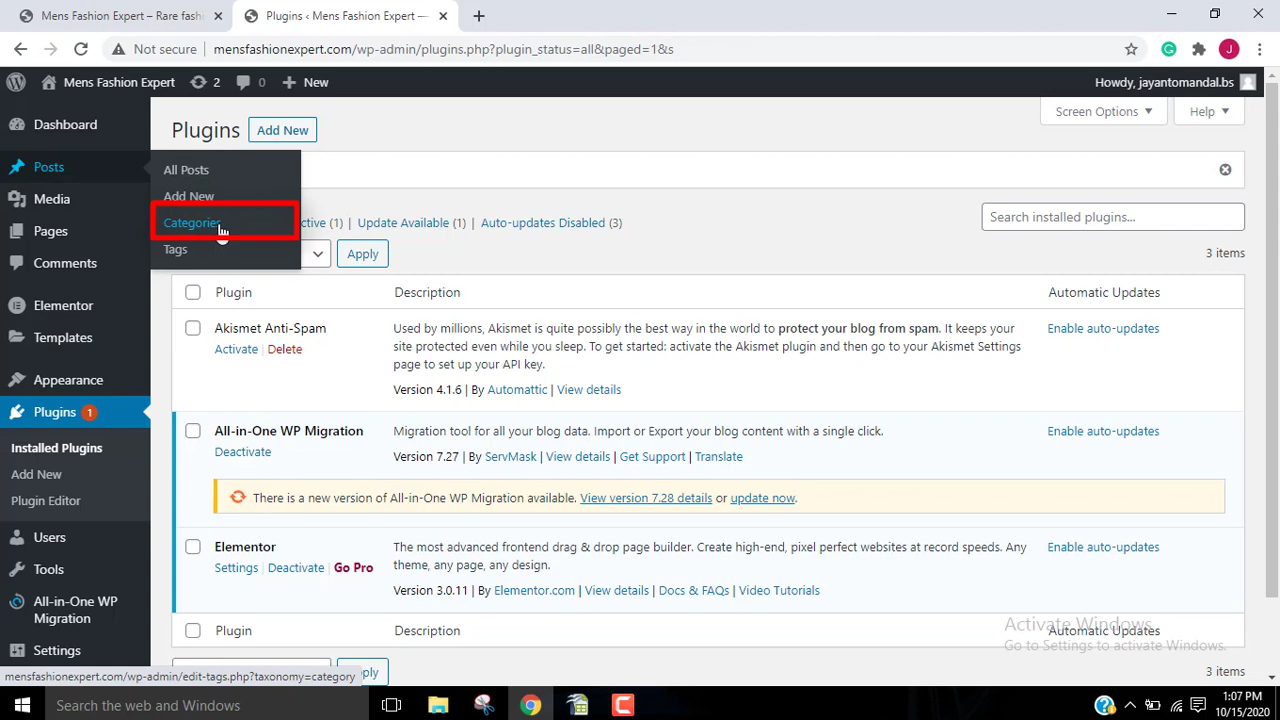 Mens Fashion Expert – Rare fash
Plugins ‹ Mens Fashion Expert —
Not secure
mensfashionexpert.com/wp-admin/plugins.php?plugin_status=all&paged=1&s
J
Mens Fashion Expert 2 0 New
Howdy, jayantomandal.bs
Screen Options
Help
Dashboard
Posts
Media
Pages
Comments
Elementor
Templates
Appearance
Plugins 1
Installed Plugins
Add New
Plugin Editor
Users
Tools
All-in-One WP
Migration
Settings
All Posts
Add New
Categories
Tags
Plugins
Add New
ctive (1) | Update Available (1) | Auto-updates Disabled (3)
Search installed plugins...
Apply
3 items
Plugin Description Automatic Updates
Akismet Anti-Spam
Activate | Delete
Used by millions, Akismet is quite possibly the best way in the world to protect your blog from spam. It keeps your
site protected even while you sleep. To get started: activate the Akismet plugin and then go to your Akismet Settings
page to set up your API key.
Version 4.1.6 | By Automattic | View details
Enable auto-updates
All-in-One WP Migration
Deactivate
Migration tool for all your blog data. Import or Export your blog content with a single click.
Version 7.27 | By ServMask | View details | Get Support | Translate
Enable auto-updates
There is a new version of All-in-One WP Migration available. View version 7.28 details or update now.
Elementor
Settings | Deactivate | Go Pro
The most advanced frontend drag & drop page builder. Create high-end, pixel perfect websites at record speeds. Any
theme, any page, any design.
Version 3.0.11 | By Elementor.com | View details | Docs & FAQs | Video Tutorials
Enable auto-updates
Plugin Description Automatic Updates
Activate Windows
Go to Settings to activate Windows.
pply
3 items
mensfashionexpert.com/wp-admin/edit-tags.php?taxonomy=category
Search the web and Windows
1:07 PM
10/15/2020